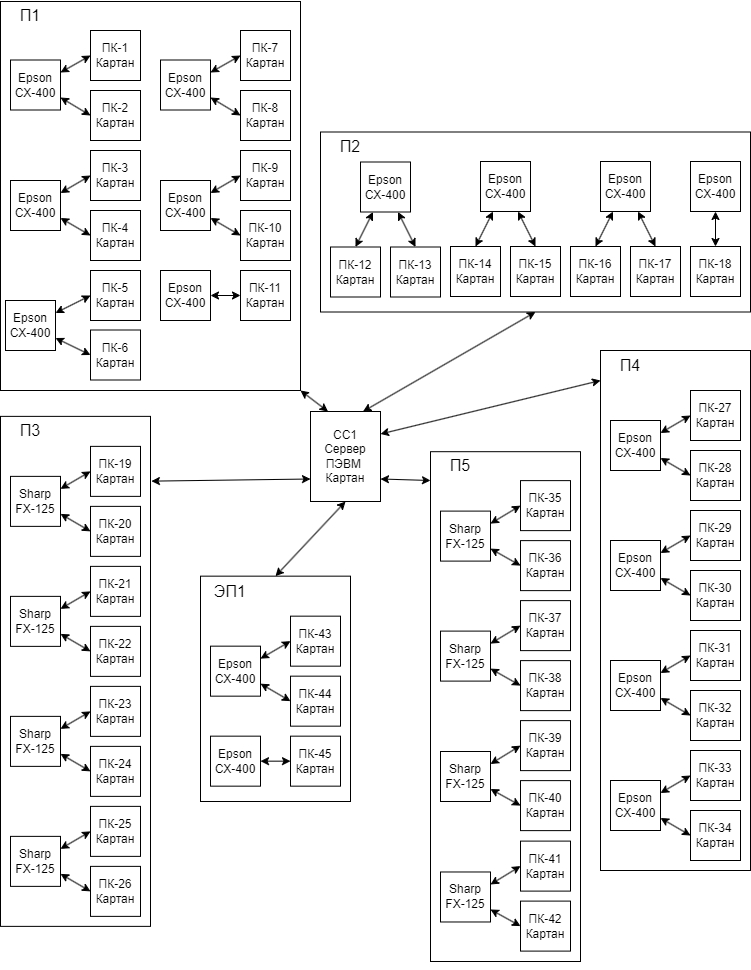 П1
Epson
CX-400
ПК-1
Картан
ПК-2
Картан
Epson
CX-400
ПК-7
Картан
ПК-8
Картан
Epson
CX-400
ПК-3
Картан
ПК-4
Картан
Epson
CX-400
ПК-9
Картан
ПК-10
Картан
Epson
CX-400
ПК-5
Картан
ПК-6
Картан
Epson
CX-400
ПК-11
Картан
П2
Epson
CX-400
ПК-12
Картан
ПК-13
Картан
Epson
CX-400
ПК-14
Картан
ПК-15
Картан
Epson
CX-400
ПК-16
Картан
ПК-17
Картан
Epson
CX-400
ПК-18
Картан
СС1
Сервер
ПЭВМ
Картан
П3
Sharp
FX-125
ПК-19
Картан
ПК-20
Картан
Sharp
FX-125
ПК-21
Картан
ПК-22
Картан
Sharp
FX-125
ПК-23
Картан
ПК-24
Картан
Sharp
FX-125
ПК-25
Картан
ПК-26
Картан
ЭП1
Epson
CX-400
ПК-43
Картан
ПК-44
Картан
Epson
CX-400
ПК-45
Картан
П5
Sharp
FX-125
ПК-35
Картан
ПК-36
Картан
Sharp
FX-125
ПК-37
Картан
ПК-38
Картан
Sharp
FX-125
ПК-39
Картан
ПК-40
Картан
Sharp
FX-125
ПК-41
Картан
ПК-42
Картан
П4
Epson
CX-400
ПК-27
Картан
ПК-28
Картан
Epson
CX-400
ПК-29
Картан
ПК-30
Картан
Epson
CX-400
ПК-31
Картан
ПК-32
Картан
Epson
CX-400
ПК-33
Картан
ПК-34
Картан